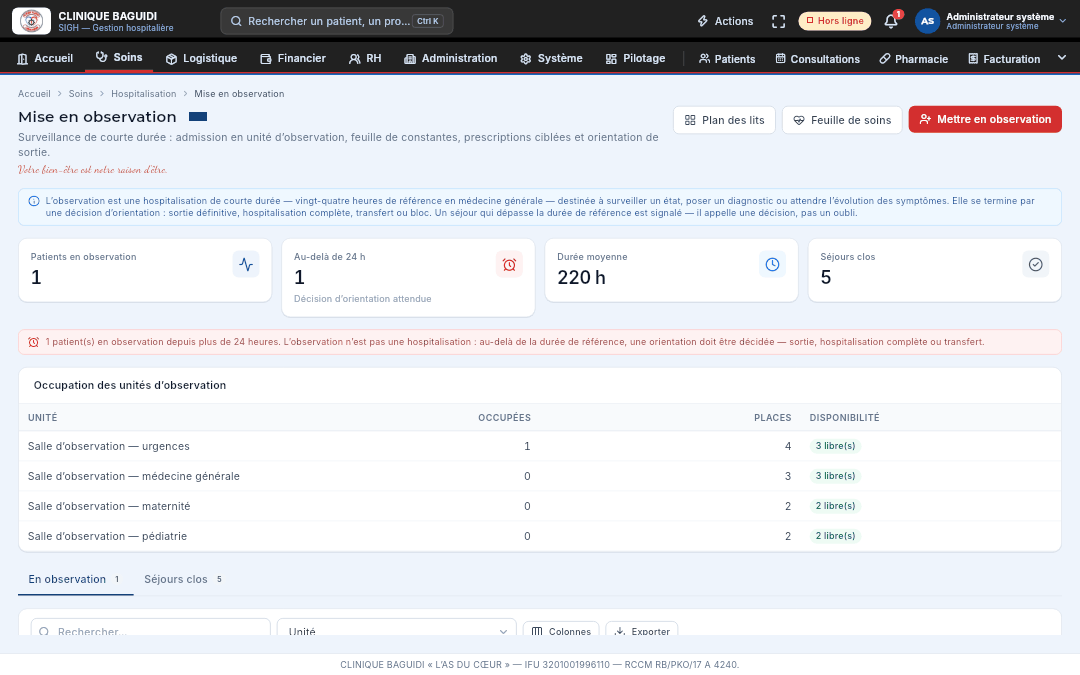 CLINIQUE BAGUIDI
SIGH — Gestion hospitalière
Rechercher un patient, un pro... Ctrl K
Actions
Hors ligne
1
AS
Administrateur système
Administrateur système
Accueil Soins Logistique Financier RH Administration Système Pilotage Patients Consultations Pharmacie Facturation
Accueil > Soins > Hospitalisation > Mise en observation
Mise en observation
Plan des lits Feuille de soins Mettre en observation
Surveillance de courte durée : admission en unité d'observation, feuille de constantes, prescriptions ciblées et orientation de
sortie.
Votre bien-être est notre raison d'être.
L'observation est une hospitalisation de courte durée — vingt-quatre heures de référence en médecine générale — destinée à surveiller un état, poser un diagnostic ou attendre l'évolution des symptômes. Elle se termine par
une décision d'orientation : sortie définitive, hospitalisation complète, transfert ou bloc. Un séjour qui dépasse la durée de référence est signalé — il appelle une décision, pas un oubli.
Patients en observation
1
Au-delà de 24 h
1
Décision d'orientation attendue
Durée moyenne
220 h
Séjours clos
5
1 patient(s) en observation depuis plus de 24 heures. L'observation n'est pas une hospitalisation : au-delà de la durée de référence, une orientation doit être décidée — sortie, hospitalisation complète ou transfert.
Occupation des unités d'observation
UNITÉ OCCUPÉES PLACES DISPONIBILITÉ
Salle d'observation — urgences 1 4 3 libre(s)
Salle d'observation — médecine générale 0 3 3 libre(s)
Salle d'observation — maternité 0 2 2 libre(s)
Salle d'observation — pédiatrie 0 2 2 libre(s)
En observation 1 Séjours clos 5
Rechercher... Unité Colonnes Exporter
CLINIQUE BAGUIDI « L'AS DU CŒUR » — IFU 3201001996110 — RCCM RB/PKO/17 A 4240.